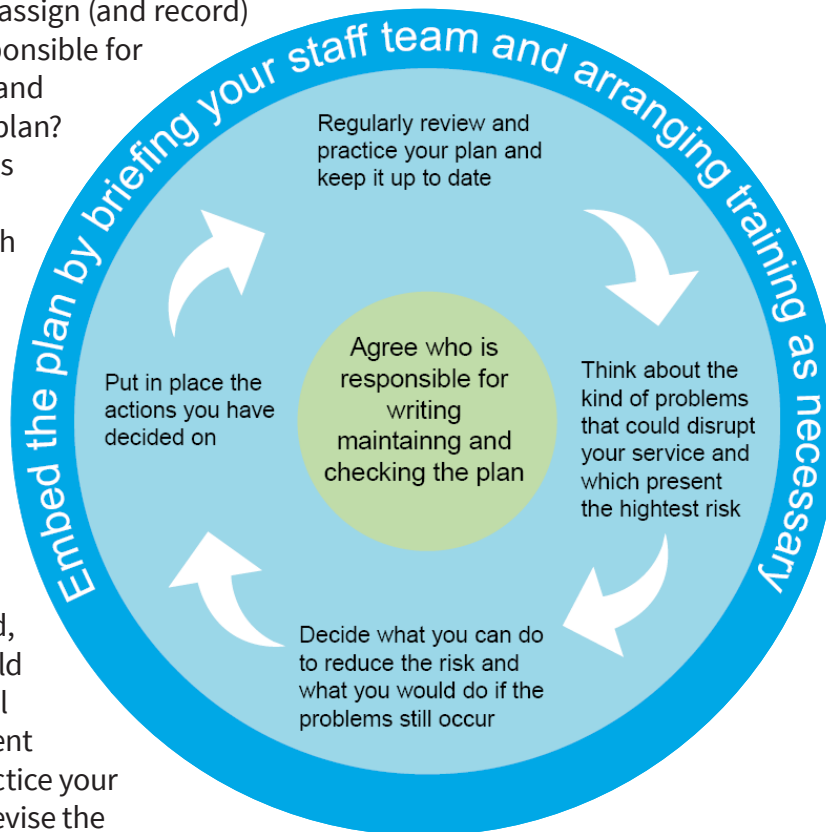 assign (and record)
ponsible for
and
plan?
s
h
Embed the plan by briefing your staff team and arranging training as necessary
Regularly review and
practice your plan and
keep it up to date
Think about the
kind of problems
that could disrupt
your service and
which present
the hightest risk
Decide what you can do
to reduce the risk and
what you would do if the
problems still occur
Put in place the
actions you have
decided on
Agree who is
responsible for
writing
maintainng and
checking the plan
d,
ld
l
ent
ctice your
evise the